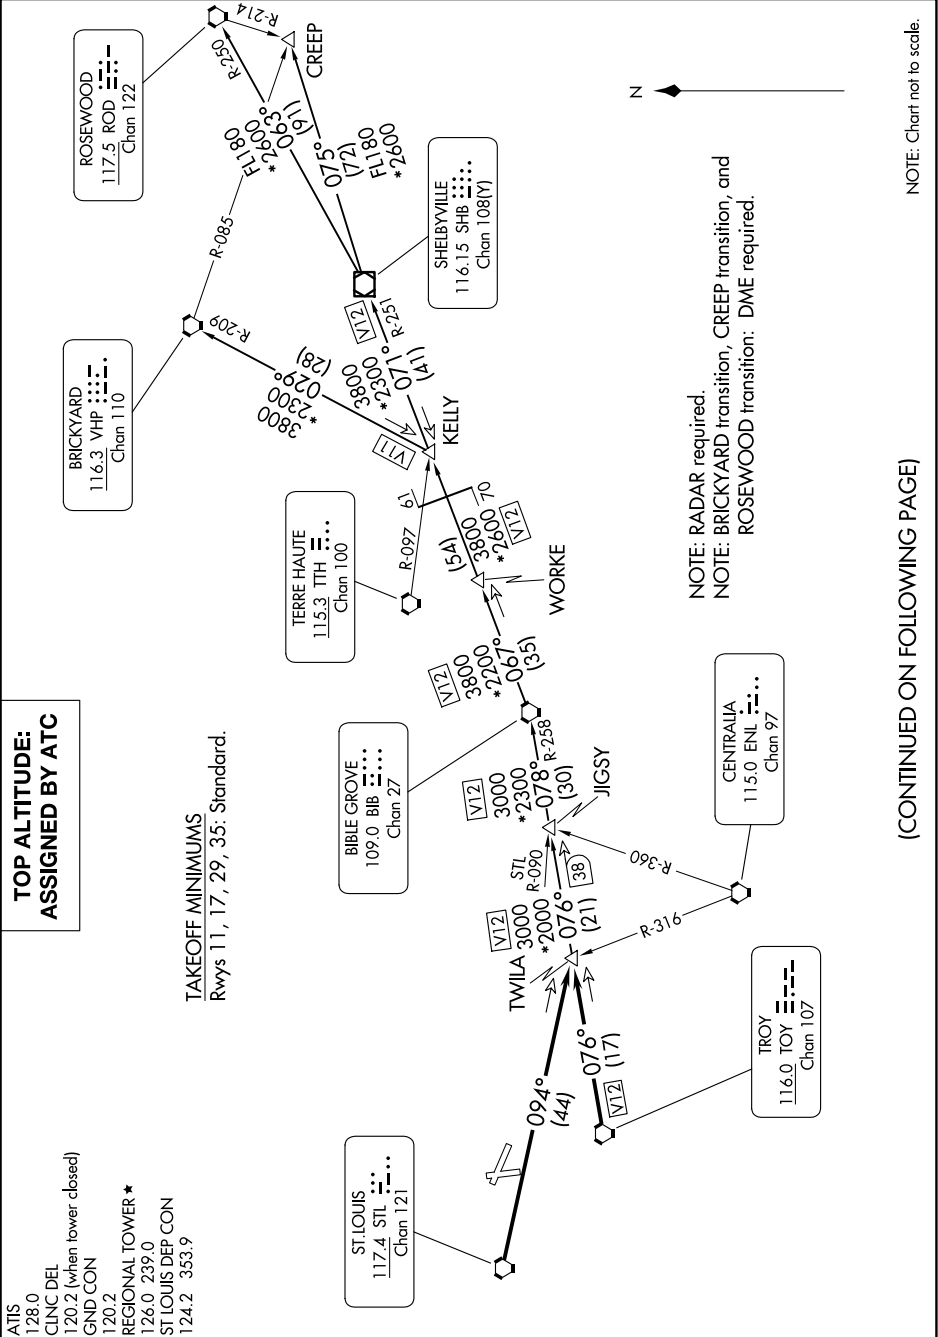 ATIS
128.0
CLNC DEL
120.2 (when tower closed)
GND CON
120.2
REGIONAL TOWER ★
126.0 239.0
ST LOUIS DEP CON
124.2 353.9
TOP ALTITUDE:
ASSIGNED BY ATC
TAKEOFF MINIMUMS
Rwys 11, 17, 29, 35: Standard.
ST.LOUIS
117.4 STL
Chan 121
094°
(44)
TROY
116.0 TOY
Chan 107
V12
076°
(17)
TWILA
V12
3000
*2000
076°
(21)
STL
R-090
38
R-316
R-360
CENTRALIA
115.0 ENL
Chan 97
JIGSY
V12
3000
*2300
078°
(30)
R-258
BIBLE GROVE
109.0 BIB
Chan 27
V12
3800
*2200
067°
(35)
WORKE
TERRE HAUTE
115.3 TTH
Chan 100
R-097
(54)
3800
*2600
V12
61
70
KELLY
V11
3800
*2300
029°
(28)
R-209
BRICKYARD
116.3 VHP
Chan 110
R-085
3800
*2300
071°
(41)
V12
R-251
SHELBYVILLE
116.15 SHB
Chan 108(Y)
FL180
*2600
063°
(91)
R-250
075°
(72)
FL180
*2600
ROSEWOOD
117.5 ROD
Chan 122
R-214
CREEP
N
NOTE: RADAR required.
NOTE: BRICKYARD transition, CREEP transition, and
ROSEWOOD transition: DME required.
NOTE: Chart not to scale.
(CONTINUED ON FOLLOWING PAGE)